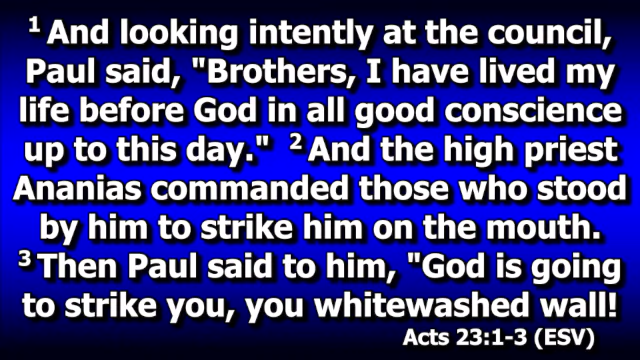 1 And looking intently at the council,
Paul said, "Brothers, I have lived my
life before God in all good conscience
up to this day." 2 And the high priest
Ananias commanded those who stood
by him to strike him on the mouth.
3 Then Paul said to him, "God is going
to strike you, you whitewashed wall!
Acts 23:1-3 (ESV)